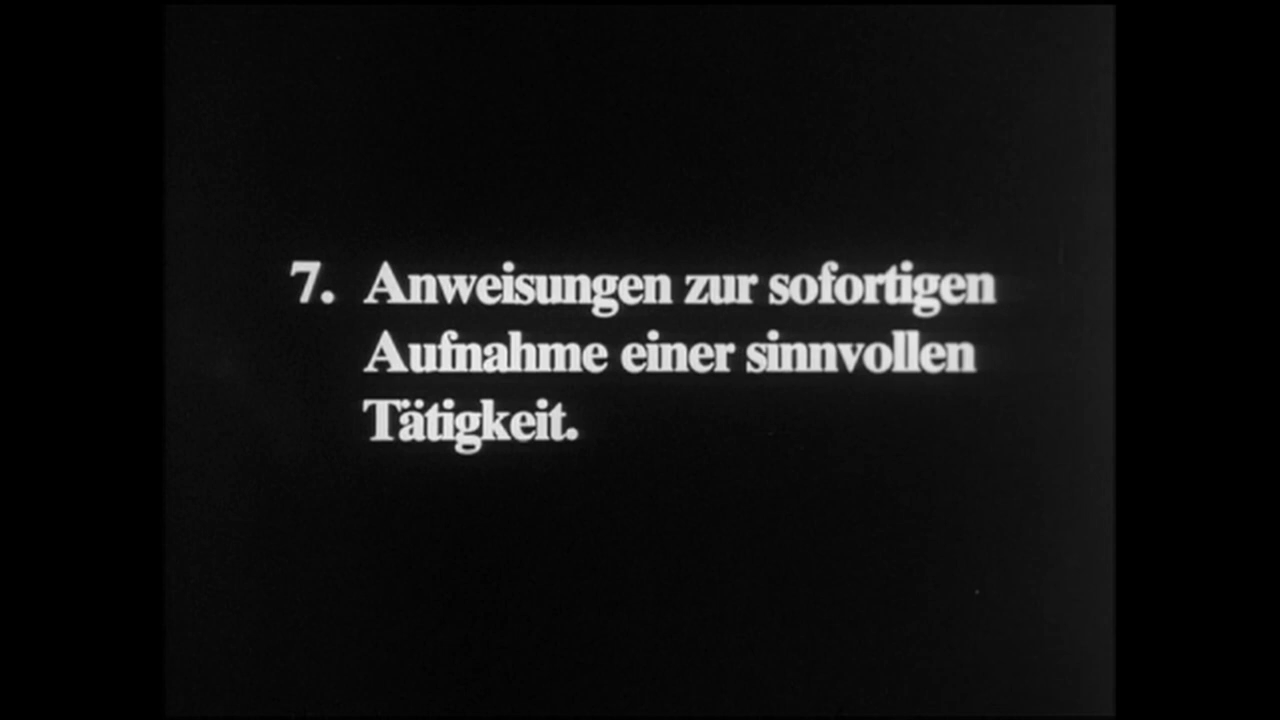 7. Anweisungen zur sofortigen
Aufnahme einer sinnvollen
Tätigkeit.